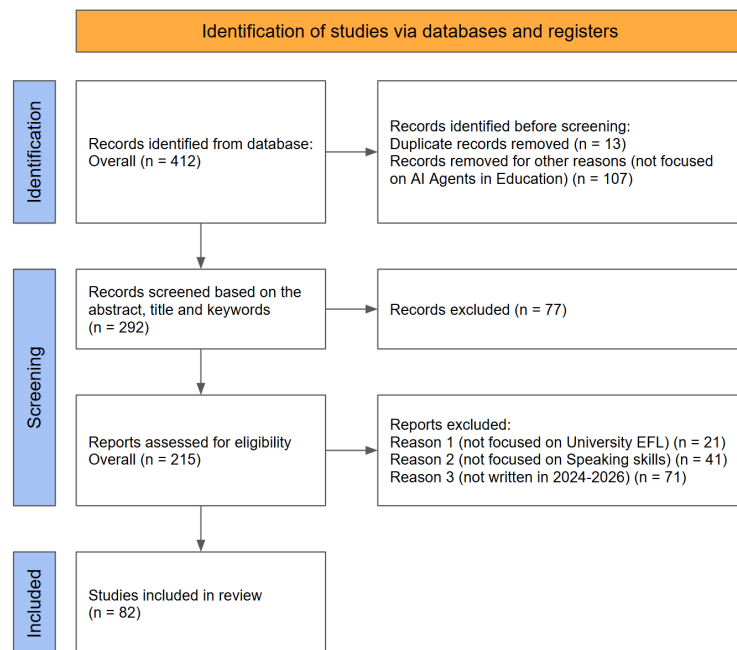 Identification of studies via databases and registers
Identification
Records identified from database:
Overall (n = 412)
Records identified before screening:
Duplicate records removed (n = 13)
Records removed for other reasons (not focused
on AI Agents in Education) (n = 107)
Screening
Records screened based on the
abstract, title and keywords
(n = 292)
Records excluded (n = 77)
Reports assessed for eligibility
Overall (n = 215)
Reports excluded:
Reason 1 (not focused on University EFL) (n = 21)
Reason 2 (not focused on Speaking skills) (n = 41)
Reason 3 (not written in 2024-2026) (n = 71)
Included
Studies included in review
(n = 82)